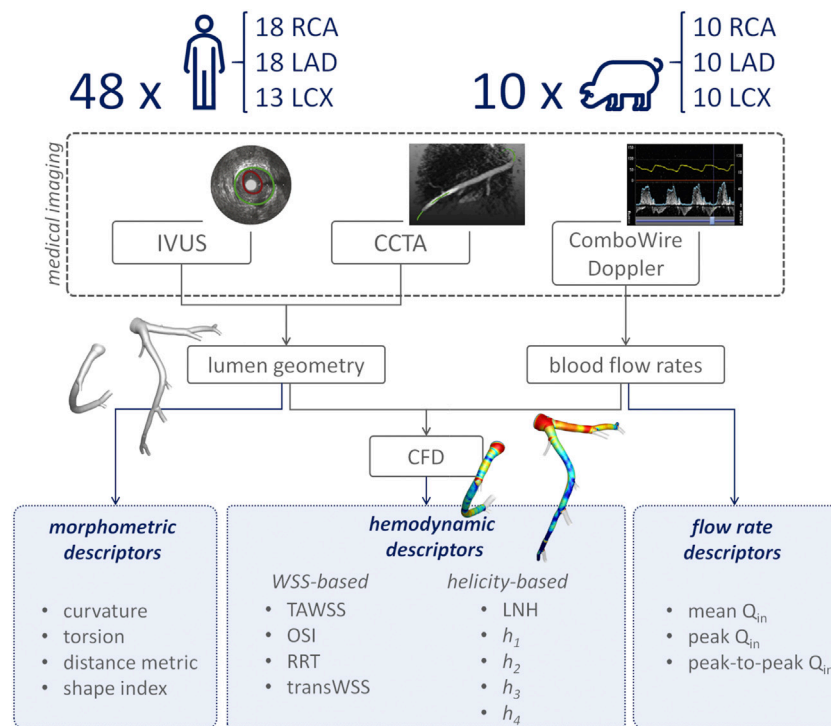 48 x
18 RCA
18 LAD
13 LCX
10 x
10 RCA
10 LAD
10 LCX
medical imaging
IVUS
CCTA
ComboWire
Doppler
lumen geometry
blood flow rates
CFD
morphometric
descriptors
• curvature
• torsion
• distance metric
• shape index
hemodynamic
descriptors
WSS-based
• TAWSS
• OSI
• RRT
• transWSS
helicity-based
• LNH
• h₁
• h₂
• h₃
• h₄
flow rate
descriptors
• mean Qᵢₙ
• peak Qᵢₙ
• peak-to-peak Qᵢₙ